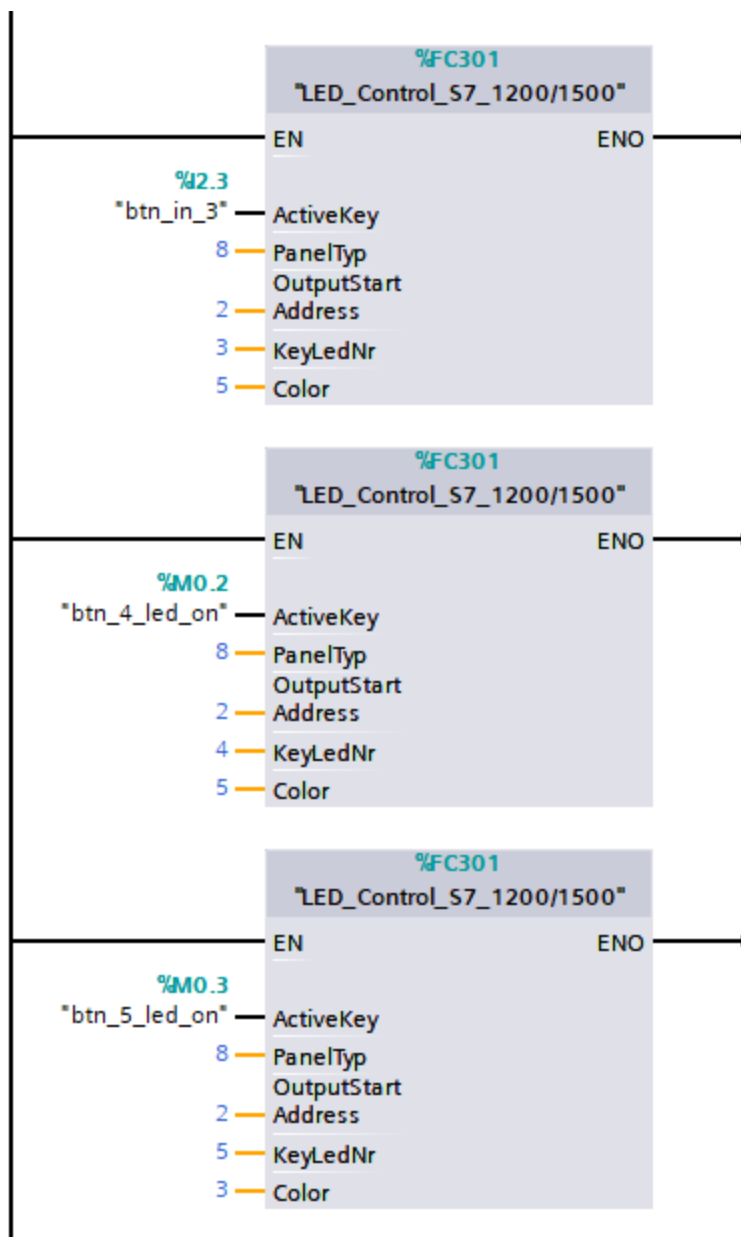 %FC301
"LED_Control_S7_1200/1500"
EN ENO
%I2.3
"btn_in_3" ActiveKey
8 PanelTyp
OutputStart
2 Address
3 KeyLedNr
5 Color
%FC301
"LED_Control_S7_1200/1500"
EN ENO
%M0.2
"btn_4_led_on" ActiveKey
8 PanelTyp
OutputStart
2 Address
4 KeyLedNr
5 Color
%FC301
"LED_Control_S7_1200/1500"
EN ENO
%M0.3
"btn_5_led_on" ActiveKey
8 PanelTyp
OutputStart
2 Address
5 KeyLedNr
3 Color